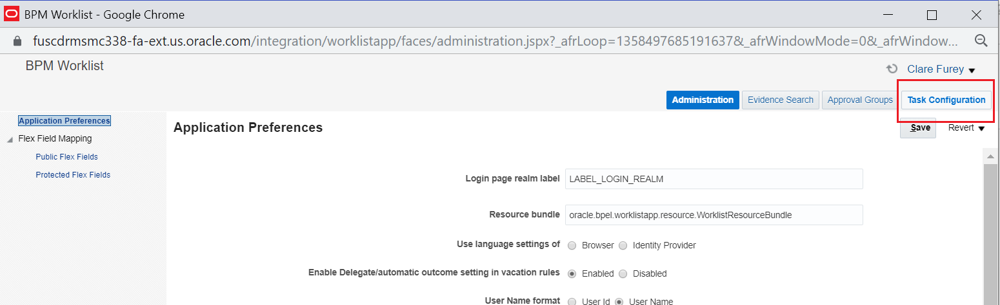 BPM Worklist - Google Chrome
fuscdrmsmc338-fa-ext.us.oracle.com/integration/worklistapp/faces/administration.jspx?_afrLoop=1358497685191637&_afrWindowMode=0&_afrWindow...
BPM Worklist
Clare Furey
Administration Evidence Search Approval Groups Task Configuration
Application Preferences
Flex Field Mapping
Public Flex Fields
Protected Flex Fields
Application Preferences
Save Revert
Login page realm label LABEL_LOGIN_REALM
Resource bundle oracle.bpel.worklistapp.resource.WorklistResourceBundle
Use language settings of Browser Identity Provider
Enable Delegate/automatic outcome setting in vacation rules Enabled Disabled
User Name format User Id User Name